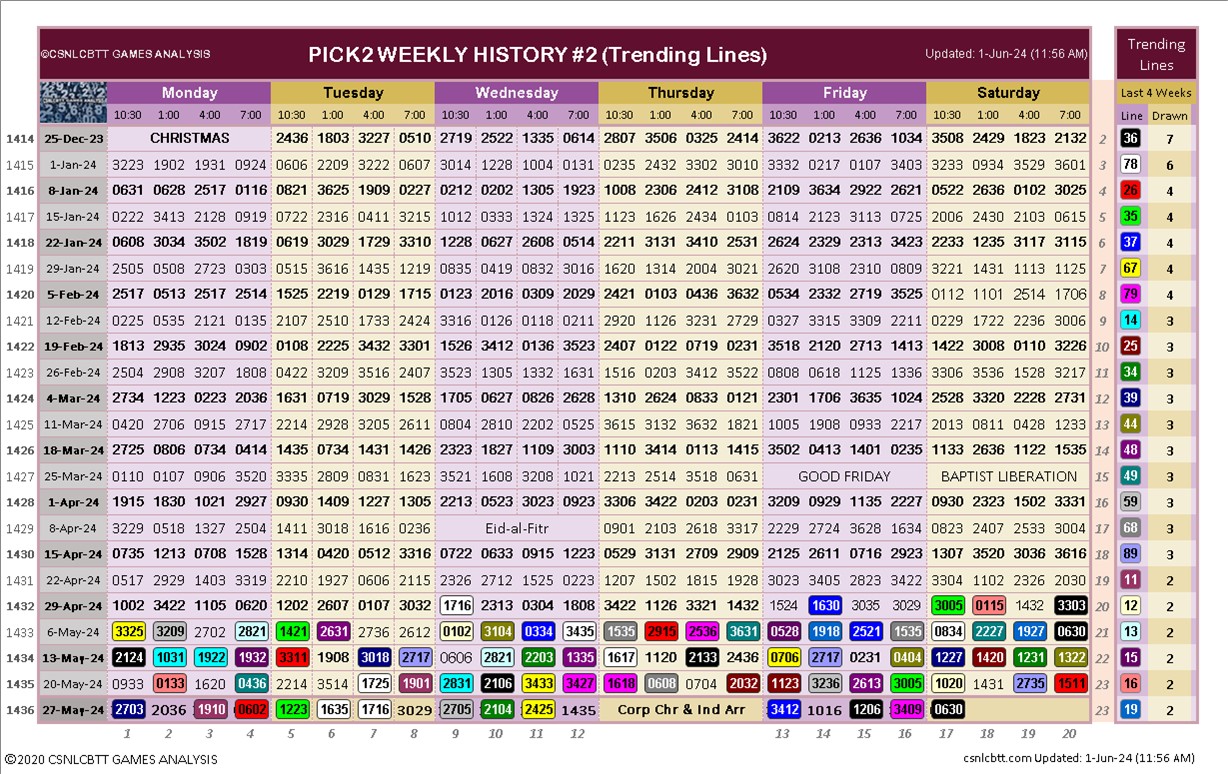 ©CSNLCBTT GAMES ANALYSIS PICK2 WEEKLY HISTORY #2 (Trending Lines) Updated: 1-Jun-24 (11:56 AM) Trending Lines
Monday Tuesday Wednesday Thursday Friday Saturday Last 4 Weeks
10:30 1:00 4:00 7:00 10:30 1:00 4:00 7:00 10:30 1:00 4:00 7:00 10:30 1:00 4:00 7:00 10:30 1:00 4:00 7:00 10:30 1:00 4:00 7:00 Line Drawn
1414 25-Dec-23 CHRISTMAS 2436 1803 3227 0510 2719 2522 1335 0614 2807 3506 0325 2414 3622 0213 2636 1034 3508 2429 1823 2132 2 36 7
1415 1-Jan-24 3223 1902 1931 0924 0606 2209 3222 0607 3014 1228 1004 0131 0235 2432 3302 3010 3332 0217 0107 3403 3233 0934 3529 3601 3 78 6
1416 8-Jan-24 0631 0628 2517 0116 0821 3625 1909 0227 0212 0202 1305 1923 1008 2306 2412 3108 2109 3634 2922 2621 0522 2636 0102 3025 4 26 4
1417 15-Jan-24 0222 3413 2128 0919 0722 2316 0411 3215 1012 0333 1324 1325 1123 1626 2434 0103 0814 2123 3113 0725 2006 2430 2103 0615 5 35 4
1418 22-Jan-24 0608 3034 3502 1819 0619 3029 1729 3310 1228 0627 2608 0514 2211 3131 3410 2531 2624 2329 2313 3423 2233 1235 3117 3115 6 37 4
1419 29-Jan-24 2505 0508 2723 0303 0515 3616 1435 1219 0835 0419 0832 3016 1620 1314 2004 3021 2620 3108 2310 0809 3221 1431 1113 1125 7 67 4
1420 5-Feb-24 2517 0513 2517 2514 1525 2219 0129 1715 0123 2016 0309 2029 2421 0103 0436 3632 0534 2332 2719 3525 0112 1101 2514 1706 8 79 4
1421 12-Feb-24 0225 0535 2121 0135 2107 2510 1733 2424 3316 0126 0118 0211 2920 1126 3231 2729 0327 3315 3309 2211 0229 1722 2236 3006 9 14 3
1422 19-Feb-24 1813 2935 3024 0902 0108 2225 3432 3301 1526 3412 0136 3523 2407 0122 0719 0231 3518 2120 2713 1413 1422 3008 0110 3226 10 25 3
1423 26-Feb-24 2504 2908 3207 1808 0422 3209 3516 2407 3523 1305 1332 1631 1516 0203 3412 3522 0808 0618 1125 1336 3306 3536 1528 3217 11 34 3
1424 4-Mar-24 2734 1223 0223 2036 1631 0719 3029 1528 1705 0627 0826 2628 1310 2624 0833 0121 2301 1706 3635 1024 2528 3320 2228 2731 12 39 3
1425 11-Mar-24 0420 2706 0915 2717 2214 2928 3205 2611 0804 2810 2202 0525 3615 3132 3632 1821 1005 1908 0933 2217 2013 0811 0428 1233 13 44 3
1426 18-Mar-24 2725 0806 0734 0414 1435 0734 1431 1426 2323 1827 1109 3003 1110 3414 0113 1415 3502 0413 1401 0235 1133 2636 1122 1535 14 48 3
1427 25-Mar-24 0110 0107 0906 3520 3335 2809 0831 1623 3521 1608 3208 1021 2213 2514 3518 0631 GOOD FRIDAY BAPTIST LIBERATION 15 49 3
1428 1-Apr-24 1915 1830 1021 2927 0930 1409 1227 1305 2213 0523 3023 0923 3306 3422 0203 0231 3209 0929 1135 2227 0930 2323 1502 3331 16 59 3
1429 8-Apr-24 3229 0518 1327 2504 1411 3018 1616 0236 Eid-al-Fitr 0901 2103 2618 3317 2229 2724 3628 1634 0823 2407 2533 3004 17 68 3
1430 15-Apr-24 0735 1213 0708 1528 1314 0420 0512 3316 0722 0633 0915 1223 0529 3131 2709 2909 2125 2611 0716 2923 1307 3520 3036 3616 18 89 3
1431 22-Apr-24 0517 2929 1403 3319 2210 1927 0606 2115 2326 2712 1525 0223 1207 1502 1815 1928 3023 3405 2823 3422 3304 1102 2326 2030 19 11 2
1432 29-Apr-24 1002 3422 1105 0620 1202 2607 0107 3032 1716 2313 0304 1808 3422 1126 3321 1432 1524 1630 3035 3029 3005 0115 1432 3303 20 12 2
1433 6-May-24 3325 3209 2702 2821 1421 2631 2736 2612 0102 3104 0334 3435 1535 2915 2536 3631 0528 1918 2521 1535 0834 2227 1927 0630 21 13 2
1434 13-May-24 2124 1031 1922 1932 3311 1908 3018 2717 0606 2821 2203 1335 1617 1120 2133 2436 0706 2717 0231 0404 1227 1420 1231 1322 22 15 2
1435 20-May-24 0933 0133 1620 0436 2214 3514 1725 1901 2831 2106 3433 3427 1618 0608 0704 2032 1123 3236 2613 3005 1020 1431 2735 1511 23 16 2
1436 27-May-24 2703 2036 1910 0602 1223 1635 1716 3029 2705 2104 2425 1435 Corp Chr & Ind Arr 3412 1016 1206 3409 0630 23 19 2
1 2 3 4 5 6 7 8 9 10 11 12 13 14 15 16 17 18 19 20
©2020 CSNLCBTT GAMES ANALYSIS csnlcbtt.com Updated: 1-Jun-24 (11:56 AM)